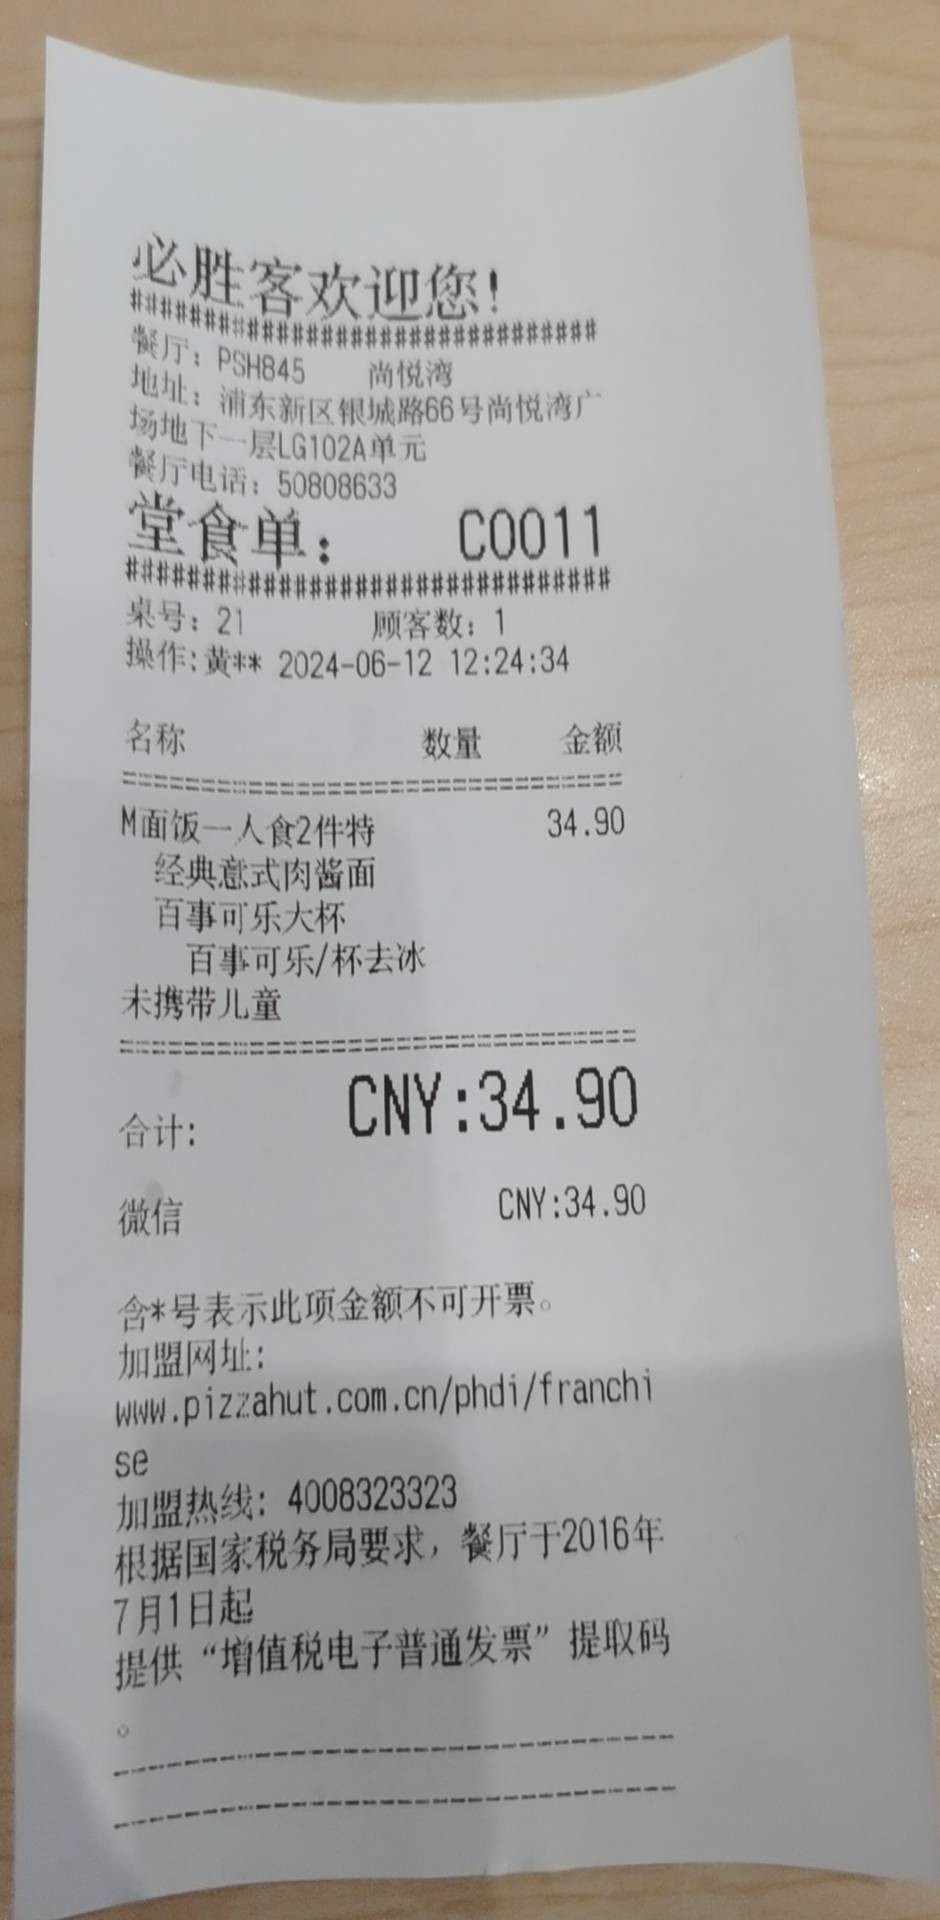 必胜客欢迎您!
################################
餐厅: PSH845 尚悦湾
地址: 浦东新区银城路66号尚悦湾广
场地下一层LG102A单元
餐厅电话: 50808633
堂食单: C0011
################################
桌号: 21 顾客数: 1
操作:黄** 2024-06-12 12:24:34
名称 数量 金额
================================
M面饭一人食2件特 34.90
经典意式肉酱面
百事可乐大杯
百事可乐/杯去冰
未携带儿童
================================
合计: CNY:34.90
微信 CNY:34.90
含*号表示此项金额不可开票。
加盟网址:
www.pizzahut.com.cn/phdi/franchi
se
加盟热线: 4008323323
根据国家税务局要求，餐厅于2016年
7月1日起
提供“增值税电子普通发票”提取码
。
--------------------------------
--------------------------------